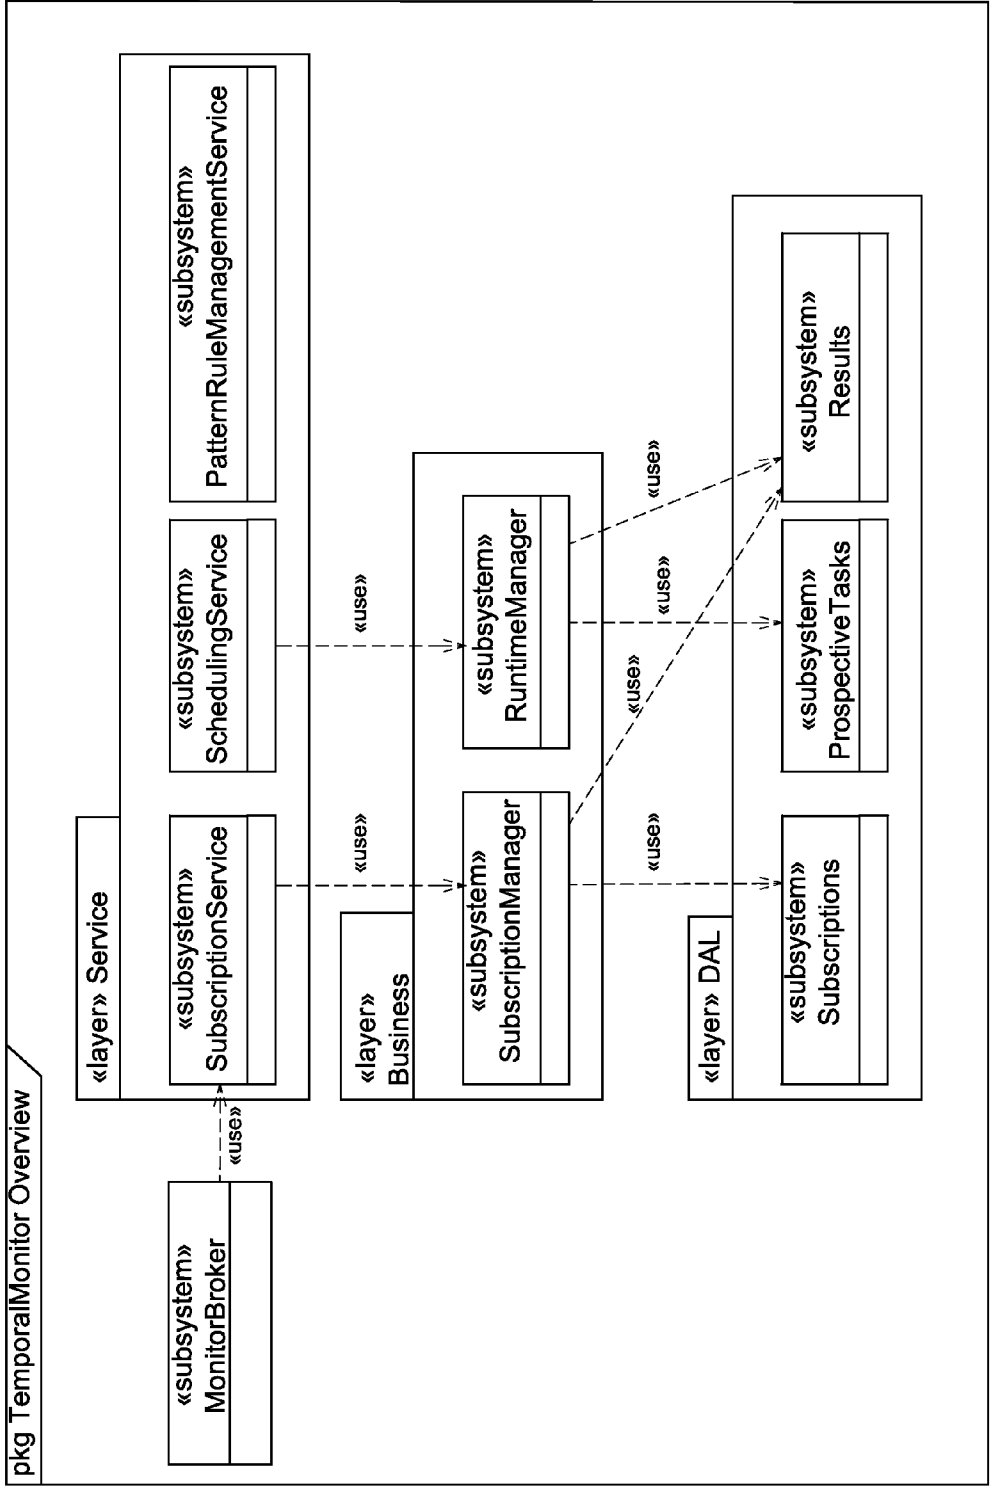 pkg TemporalMonitor Overview
«layer» Service
«subsystem»
MonitorBroker
«use»
«subsystem»
SubscriptionService
«subsystem»
SchedulingService
«subsystem»
PatternRuleManagementService
«use»
«use»
«layer»
Business
«subsystem»
SubscriptionManager
«subsystem»
RuntimeManager
«use»
«use»
«use»
«use»
«layer» DAL
«subsystem»
Subscriptions
«subsystem»
ProspectiveTasks
«subsystem»
Results